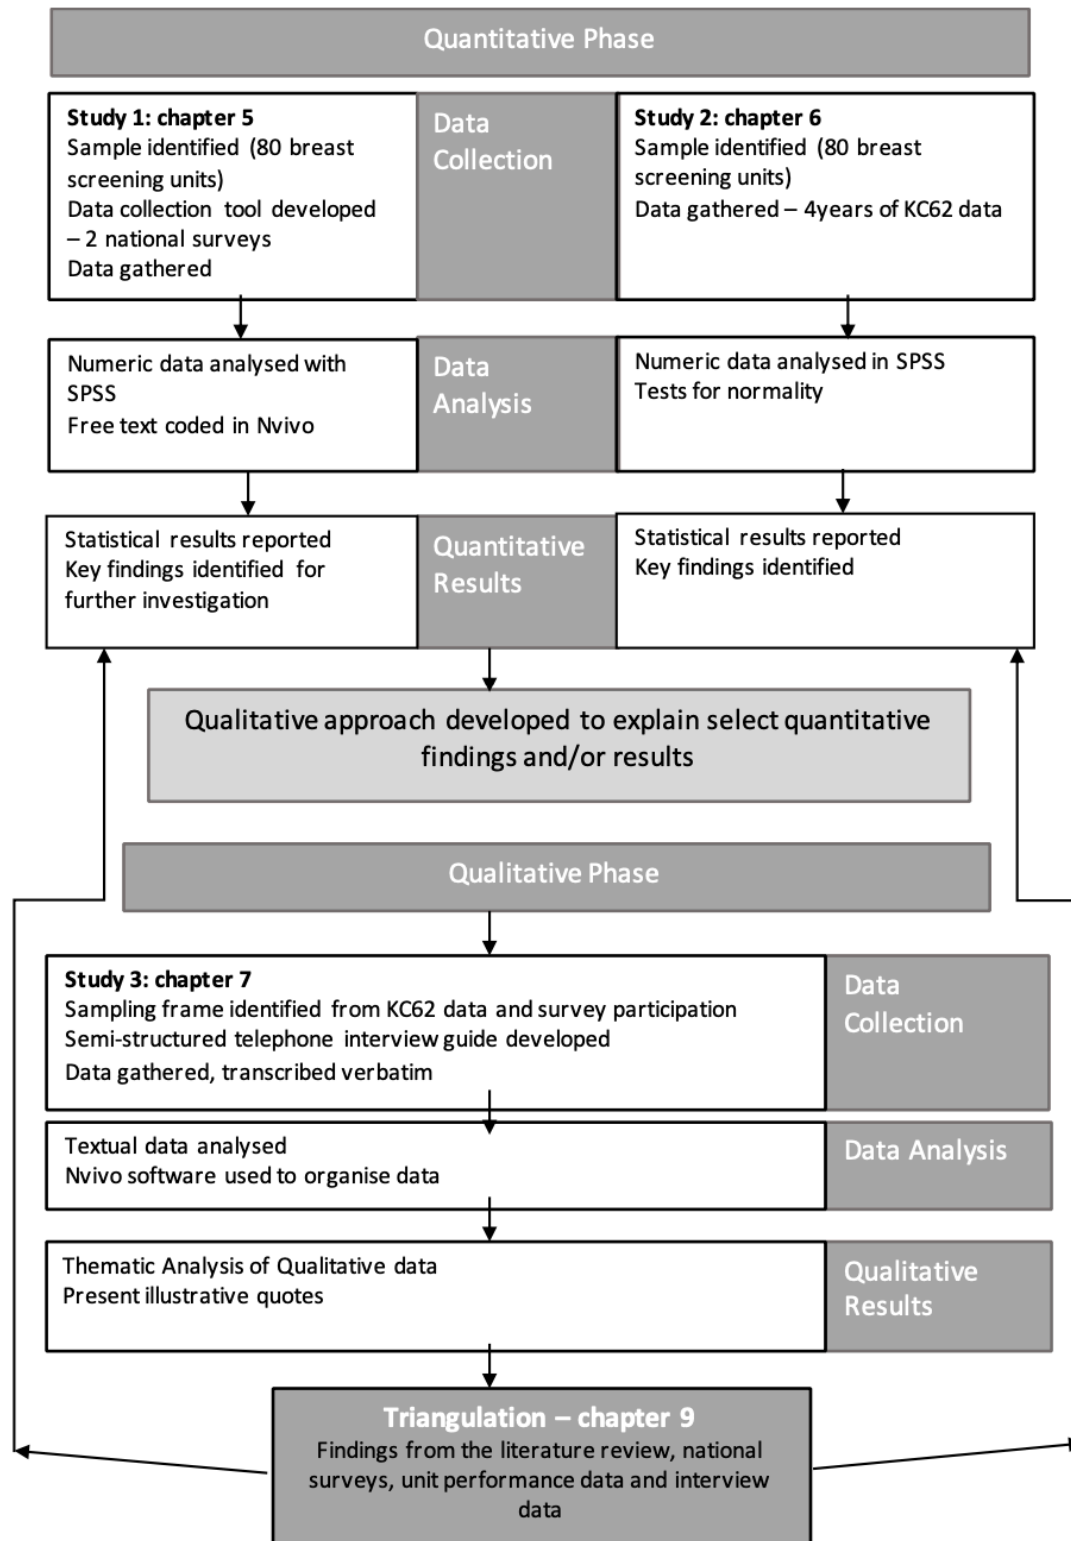 Quantitative Phase
Study 1: chapter 5
Sample identified (80 breast
screening units)
Data collection tool developed
– 2 national surveys
Data gathered
Data
Collection
Study 2: chapter 6
Sample identified (80 breast
screening units)
Data gathered – 4years of KC62 data
Numeric data analysed with
SPSS
Free text coded in Nvivo
Data
Analysis
Numeric data analysed in SPSS
Tests for normality
Statistical results reported
Key findings identified for
further investigation
Quantitative
Results
Statistical results reported
Key findings identified
Qualitative approach developed to explain select quantitative
findings and/or results
Qualitative Phase
Study 3: chapter 7
Sampling frame identified from KC62 data and survey participation
Semi-structured telephone interview guide developed
Data gathered, transcribed verbatim
Data
Collection
Textual data analysed
Nvivo software used to organise data
Data Analysis
Thematic Analysis of Qualitative data
Present illustrative quotes
Qualitative
Results
Triangulation – chapter 9
Findings from the literature review, national
surveys, unit performance data and interview
data